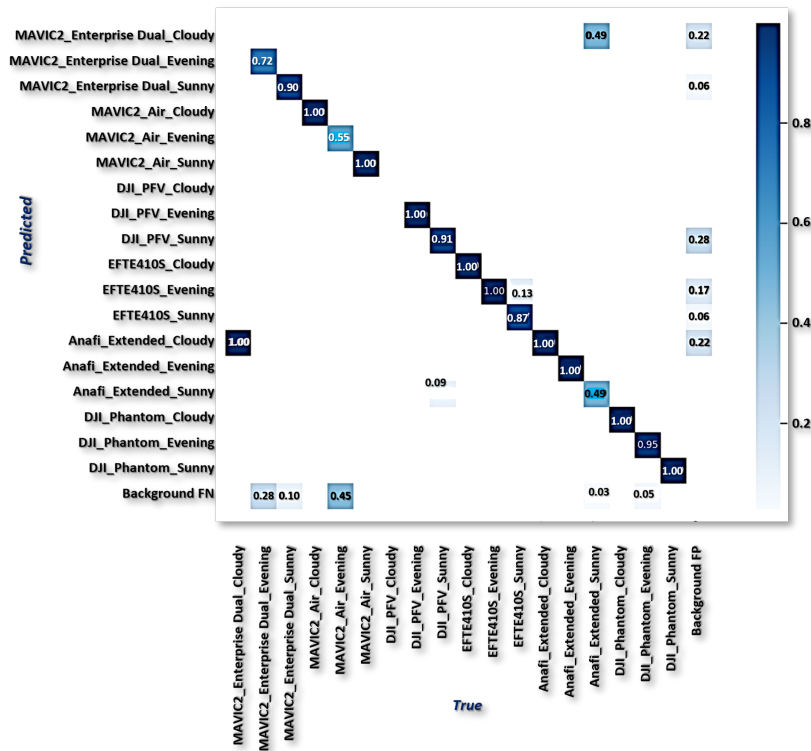 MAVIC2_Enterprise Dual_Cloudy 0.49 0.22
MAVIC2_Enterprise Dual_Evening 0.72
MAVIC2_Enterprise Dual_Sunny 0.90 0.06
MAVIC2_Air_Cloudy 1.00
0.8
MAVIC2_Air_Evening 0.55
MAVIC2_Air_Sunny 1.00
DJI_PFV_Cloudy
Predicted
DJI_PFV_Evening 1.00
0.6
DJI_PFV_Sunny 0.91 0.28
EFTE410S_Cloudy 1.00
EFTE410S_Evening 1.00 0.13 0.17
EFTE410S_Sunny 0.87 0.06
0.4
Anafi_Extended_Cloudy 1.00 1.00 0.22
Anafi_Extended_Evening 1.00
Anafi_Extended_Sunny 0.09 0.49
DJI_Phantom_Cloudy 1.00
0.2
DJI_Phantom_Evening 0.95
DJI_Phantom_Sunny 1.00
Background FN 0.28 0.10 0.45 0.03 0.05
MAVIC2_Enterprise Dual_Cloudy
MAVIC2_Enterprise Dual_Evening
MAVIC2_Enterprise Dual_Sunny
MAVIC2_Air_Cloudy
MAVIC2_Air_Evening
MAVIC2_Air_Sunny
DJI_PFV_Cloudy
DJI_PFV_Evening
DJI_PFV_Sunny
EFTE410S_Cloudy
EFTE410S_Evening
EFTE410S_Sunny
Anafi_Extended_Cloudy
Anafi_Extended_Evening
Anafi_Extended_Sunny
DJI_Phantom_Cloudy
DJI_Phantom_Evening
DJI_Phantom_Sunny
Background FP
True